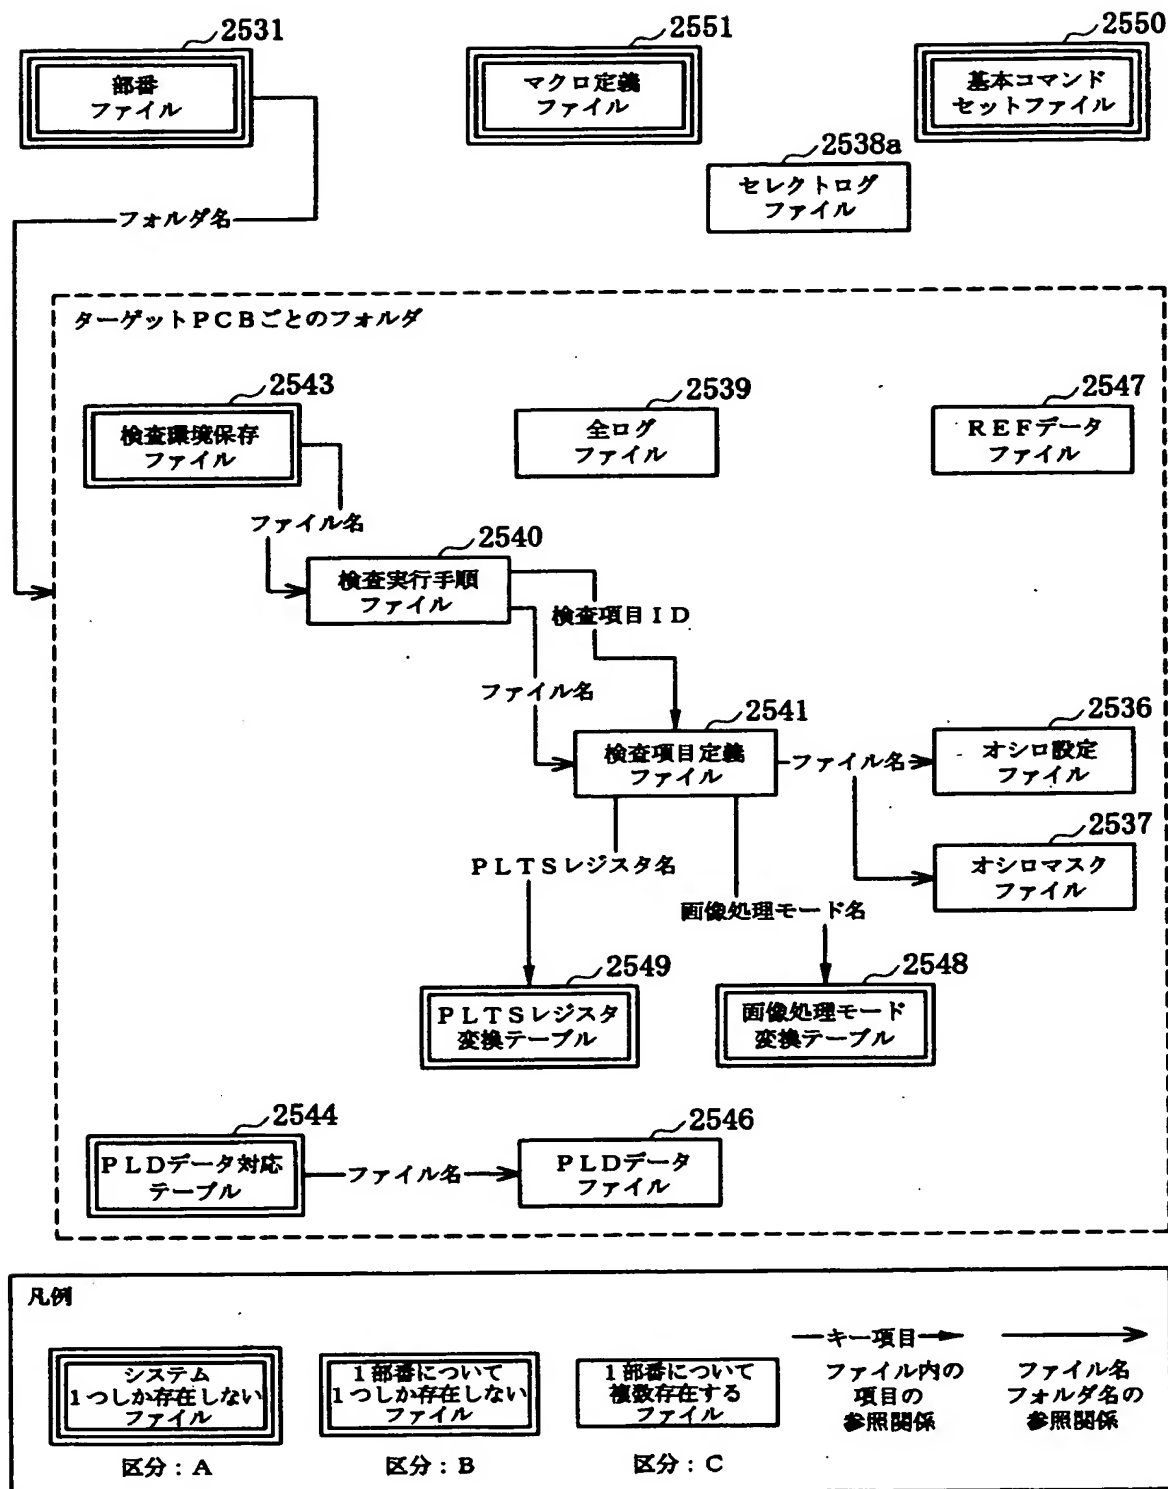 2531
部番
ファイル
2551
マクロ定義
ファイル
2550
基本コマンド
セットファイル
2538a
セレクトログ
ファイル
フォルダ名
ターゲットPCBごとのフォルダ
2543
検査環境保存
ファイル
2539
全ログ
ファイル
2547
REFデータ
ファイル
ファイル名
2540
検査実行手順
ファイル
検査項目ID
ファイル名
2541
検査項目定義
ファイル
ファイル名
2536
オシロ設定
ファイル
2537
オシロマスク
ファイル
PLTSレジスタ名
画像処理モード名
2549
PLTSレジスタ
変換テーブル
2548
画像処理モード
変換テーブル
2544
PLDデータ対応
テーブル
ファイル名
2546
PLDデータ
ファイル
凡例
システム
1つしか存在しない
ファイル
区分:A
1部番について
1つしか存在しない
ファイル
区分:B
1部番について
複数存在する
ファイル
区分:C
キー項目
ファイル内の
項目の
参照関係
ファイル名
フォルダ名の
参照関係